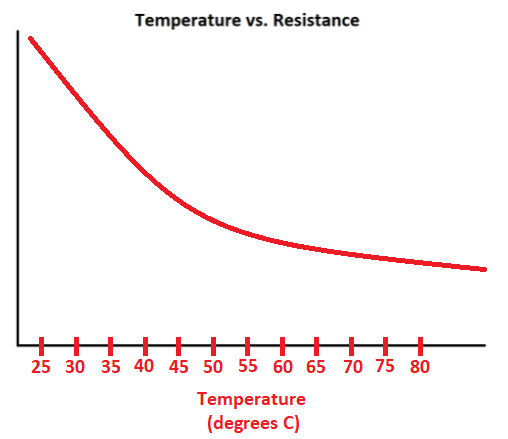 Temperature vs. Resistance
25 30 35 40 45 50 55 60 65 70 75 80
Temperature
(degrees C)